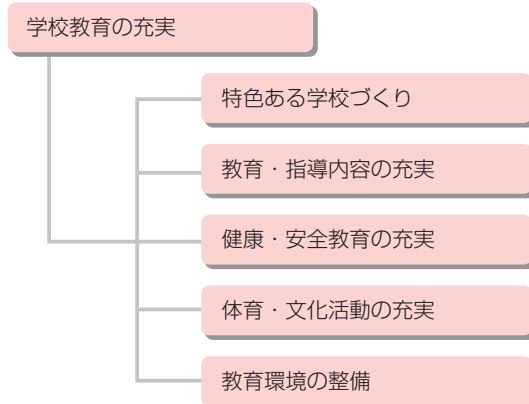 学校教育の充実
特色ある学校づくり
教育・指導内容の充実
健康・安全教育の充実
体育・文化活動の充実
教育環境の整備